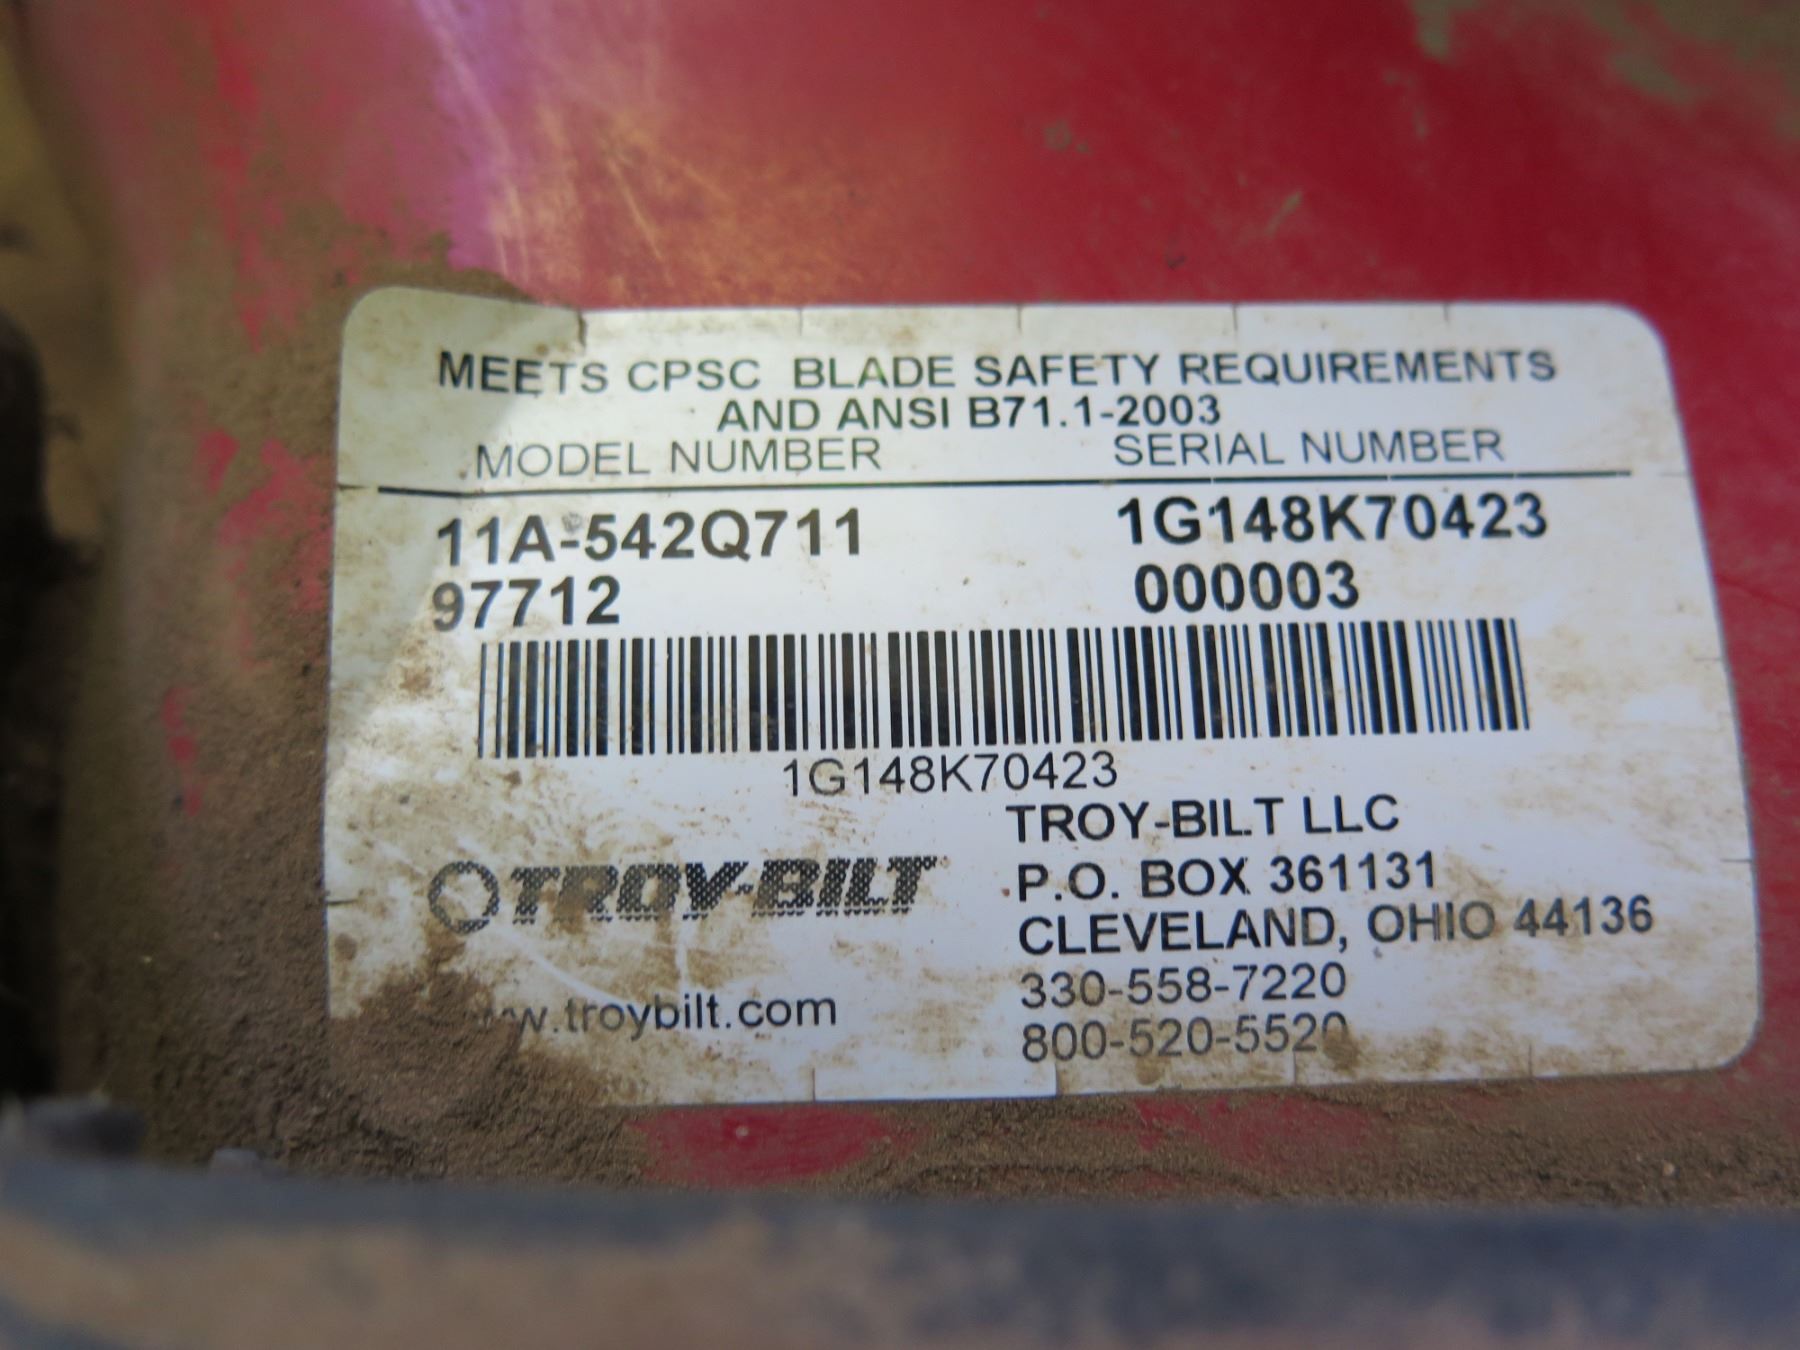 MEETS CPSC BLADE SAFETY REQUIREMENTS
AND ANSI B71.1-2003
MODEL NUMBER SERIAL NUMBER
11A-542Q711 1G148K70423
97712 000003
1G148K70423
TROY-BILT LLC
P.O. BOX 361131
CLEVELAND, OHIO 44136
330-558-7220
800-520-5520
TROY-BILT
www.troybilt.com